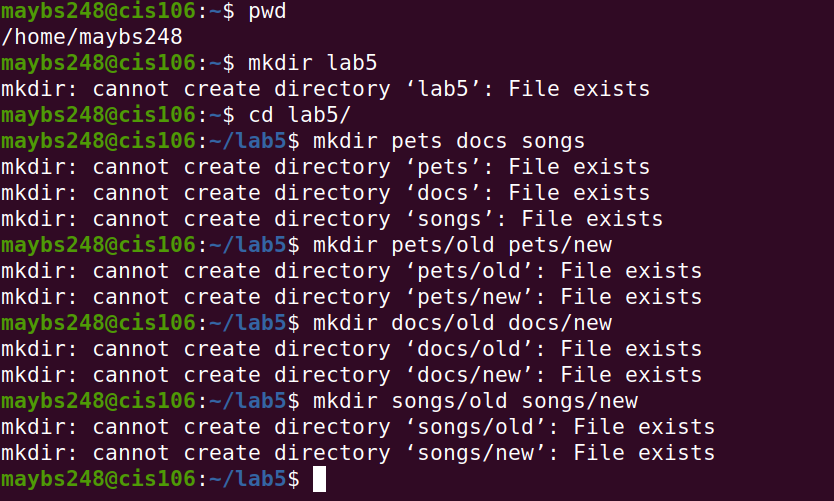 maybs248@cis106:~$ pwd
/home/maybs248
maybs248@cis106:~$ mkdir lab5
mkdir: cannot create directory ‘lab5’: File exists
maybs248@cis106:~$ cd lab5/
maybs248@cis106:~/lab5$ mkdir pets docs songs
mkdir: cannot create directory ‘pets’: File exists
mkdir: cannot create directory ‘docs’: File exists
mkdir: cannot create directory ‘songs’: File exists
maybs248@cis106:~/lab5$ mkdir pets/old pets/new
mkdir: cannot create directory ‘pets/old’: File exists
mkdir: cannot create directory ‘pets/new’: File exists
maybs248@cis106:~/lab5$ mkdir docs/old docs/new
mkdir: cannot create directory ‘docs/old’: File exists
mkdir: cannot create directory ‘docs/new’: File exists
maybs248@cis106:~/lab5$ mkdir songs/old songs/new
mkdir: cannot create directory ‘songs/old’: File exists
mkdir: cannot create directory ‘songs/new’: File exists
maybs248@cis106:~/lab5$